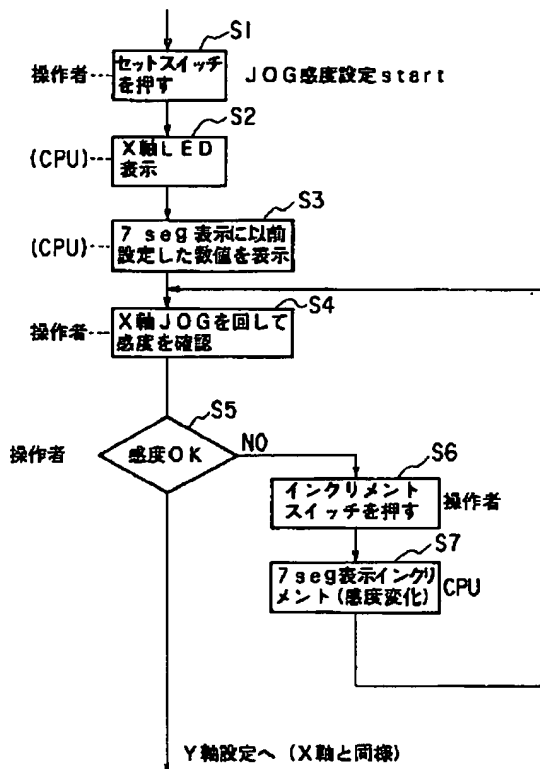 S1
操作者
セットスイッチ
を押す
JOG感度設定start
S2
(CPU)
X軸LED
表示
S3
(CPU)
7 seg 表示に以前
設定した数値を表示
S4
操作者
X軸JOGを回して
感度を確認
S5
操作者
感度OK
NO
S6
インクリメント
スイッチを押す
操作者
S7
7seg表示インクリ
メント(感度変化)
CPU
Y軸設定へ (X軸と同様)